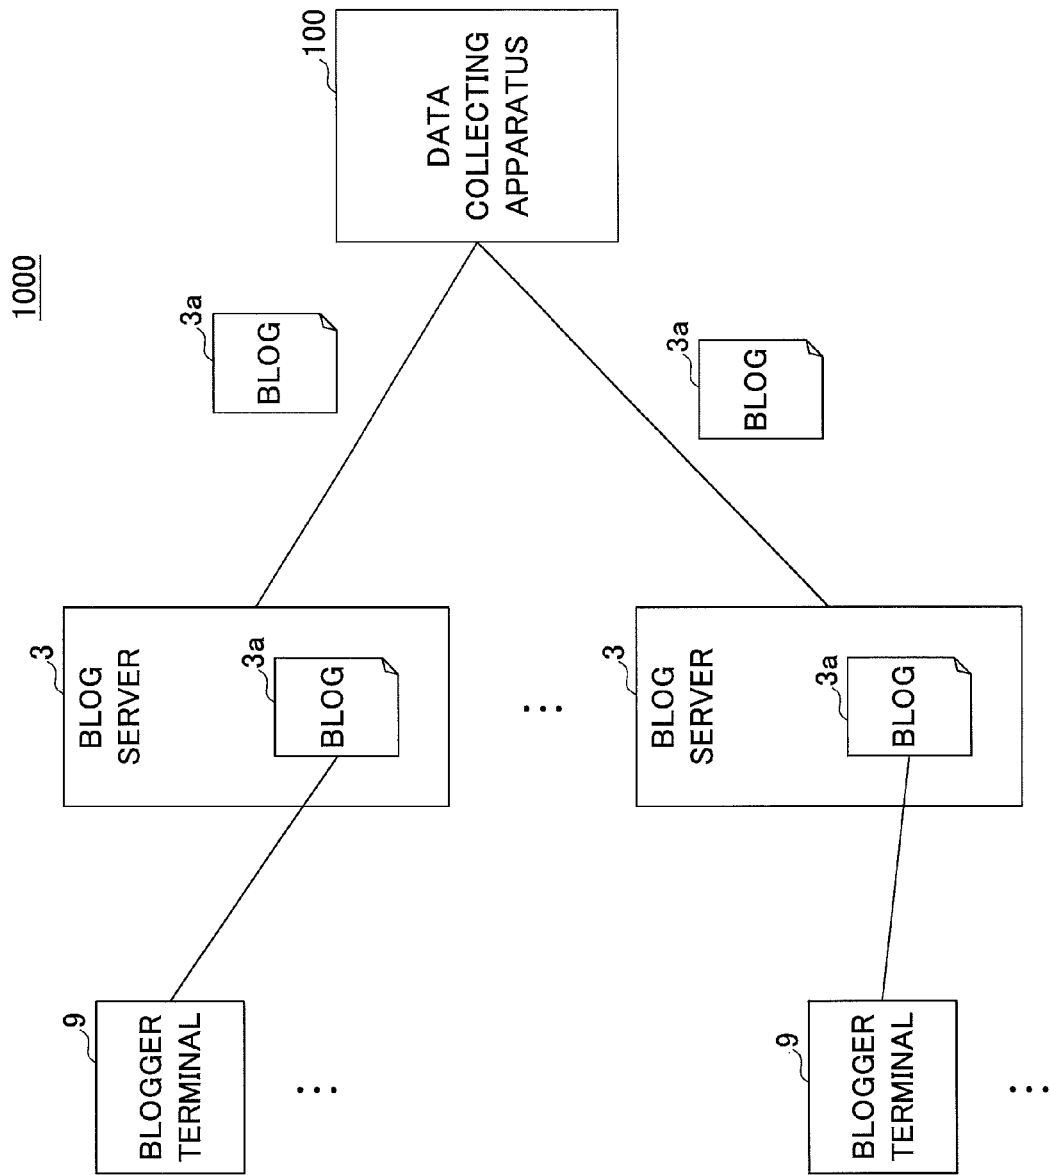 1000
100
DATA
COLLECTING
APPARATUS
3a
BLOG
3a
BLOG
3
BLOG
SERVER
3a
BLOG
...
3
BLOG
SERVER
3a
BLOG
9
BLOGGER
TERMINAL
...
9
BLOGGER
TERMINAL
...